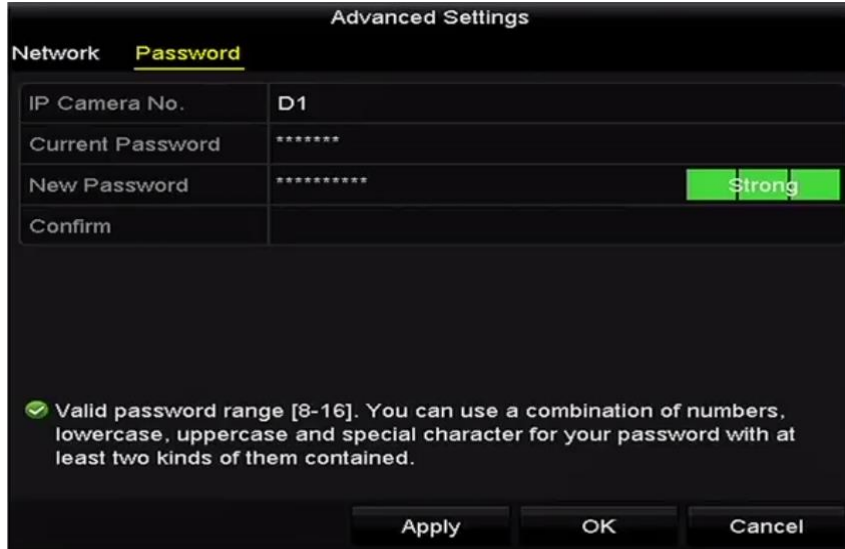 Advanced Settings
Network Password
IP Camera No. D1
Current Password *******
New Password ********** Strong
Confirm
Valid password range [8-16]. You can use a combination of numbers,
lowercase, uppercase and special character for your password with at
least two kinds of them contained.
Apply OK Cancel